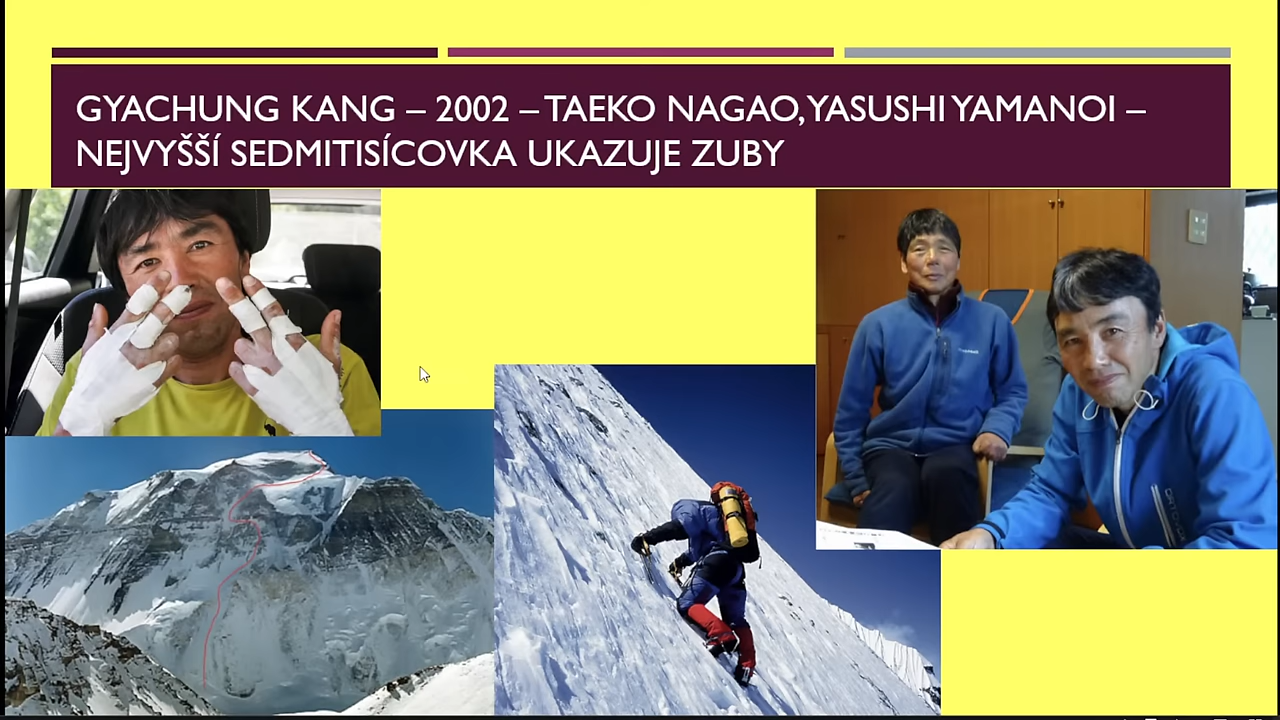 GYACHUNG KANG – 2002 – TAEKO NAGAO, YASUSHI YAMANOI –
NEJVYŠŠÍ SEDMITISÍCOVKA UKAZUJE ZUBY